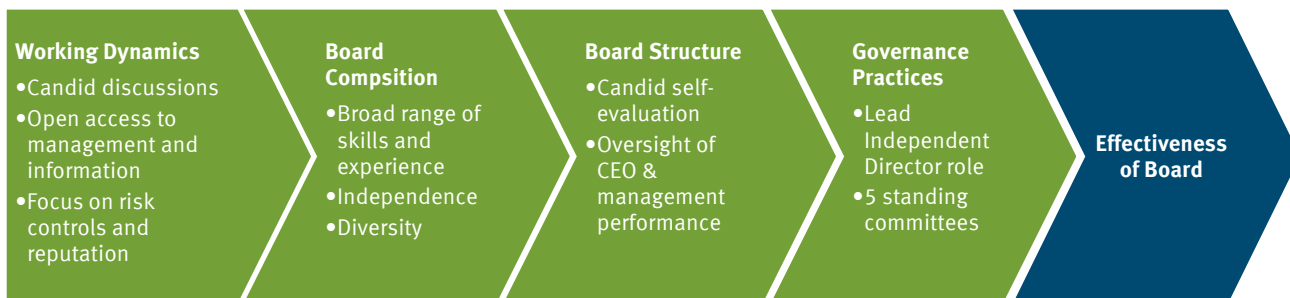 Working Dynamics
•Candid discussions
•Open access to
management and
information
•Focus on risk
controls and
reputation
Board
Compsition
•Broad range of
skills and
experience
•Independence
•Diversity
Board Structure
•Candid self-
evaluation
•Oversight of
CEO &
management
performance
Governance
Practices
•Lead
Independent
Director role
•5 standing
committees
Effectiveness
of Board